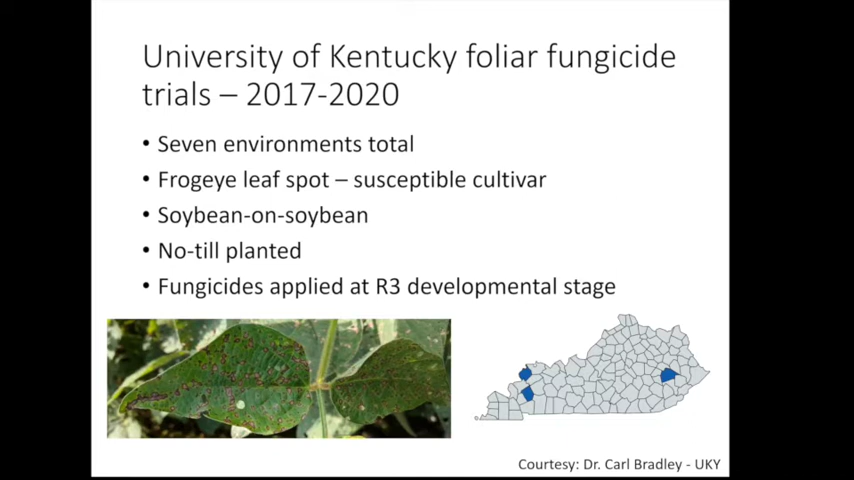 University of Kentucky foliar fungicide
trials – 2017-2020
• Seven environments total
• Frogeye leaf spot – susceptible cultivar
• Soybean-on-soybean
• No-till planted
• Fungicides applied at R3 developmental stage
Courtesy: Dr. Carl Bradley - UKY